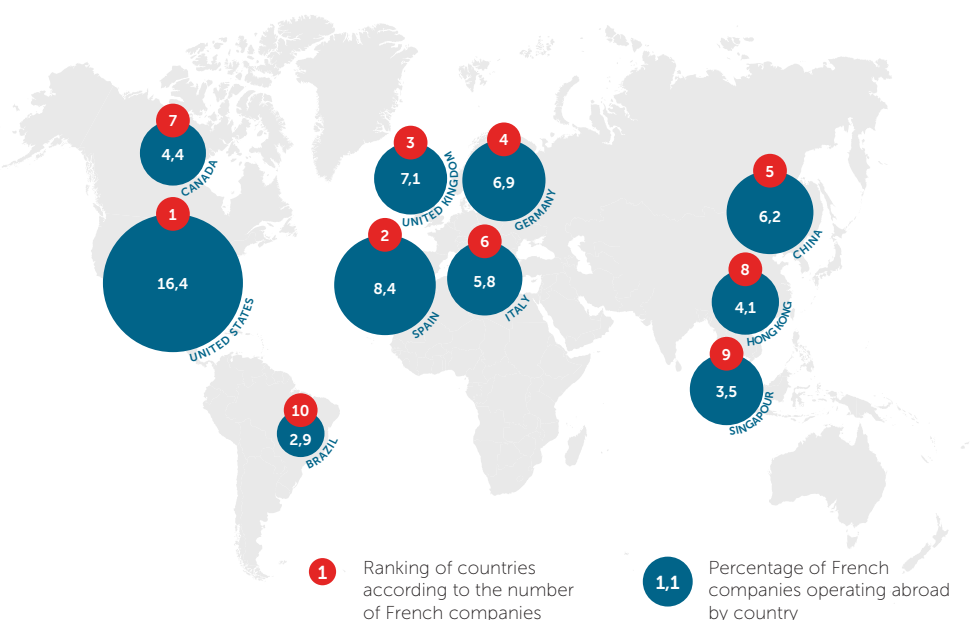 7
4,4
CANADA
1
16,4
UNITED STATES
3
7,1
UNITED KINGDOM
4
6,9
GERMANY
2
8,4
SPAIN
6
5,8
ITALY
5
6,2
CHINA
8
4,1
HONG KONG
9
3,5
SINGAPOUR
10
2,9
BRAZIL
1
Ranking of countries
according to the number
of French companies
1,1
Percentage of French
companies operating abroad
by country